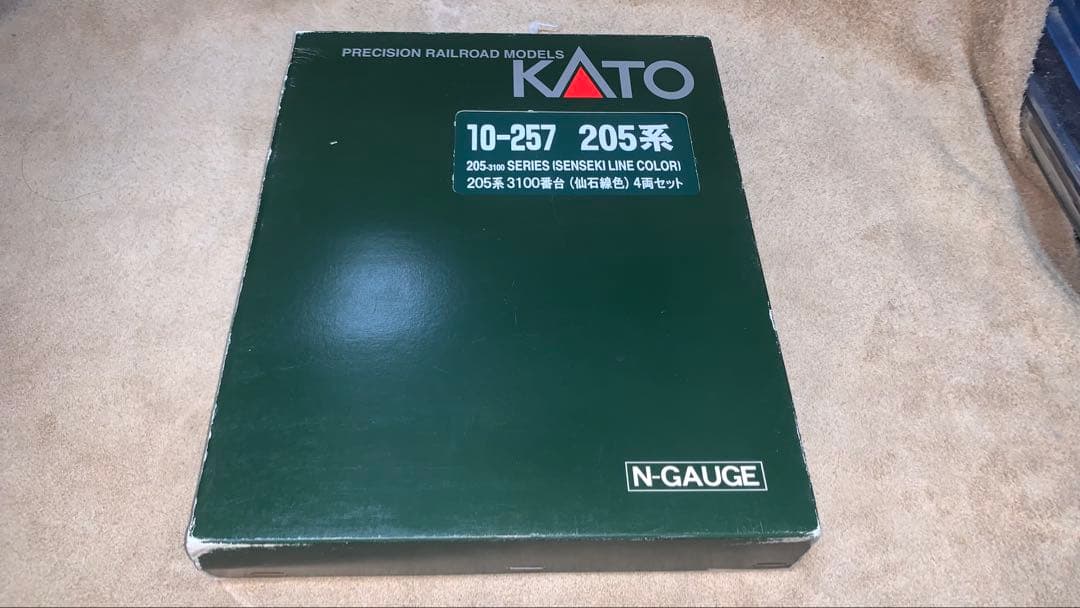 PRECISION RAILROAD MODELS
KATO
10-257 205系
205-3100 SERIES (SENSEKI LINE COLOR)
205系3100番台(仙石線色)4両セット
N-GAUGE